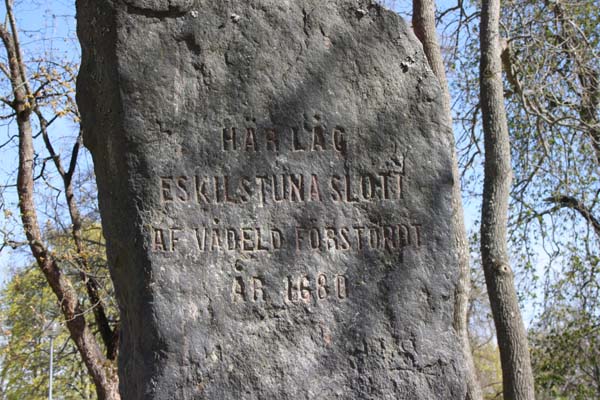 HÄR LÅG
ESKILSTUNA SLOTT
AF VÅDELD FÖRSTÖRDT
ÅR 1680